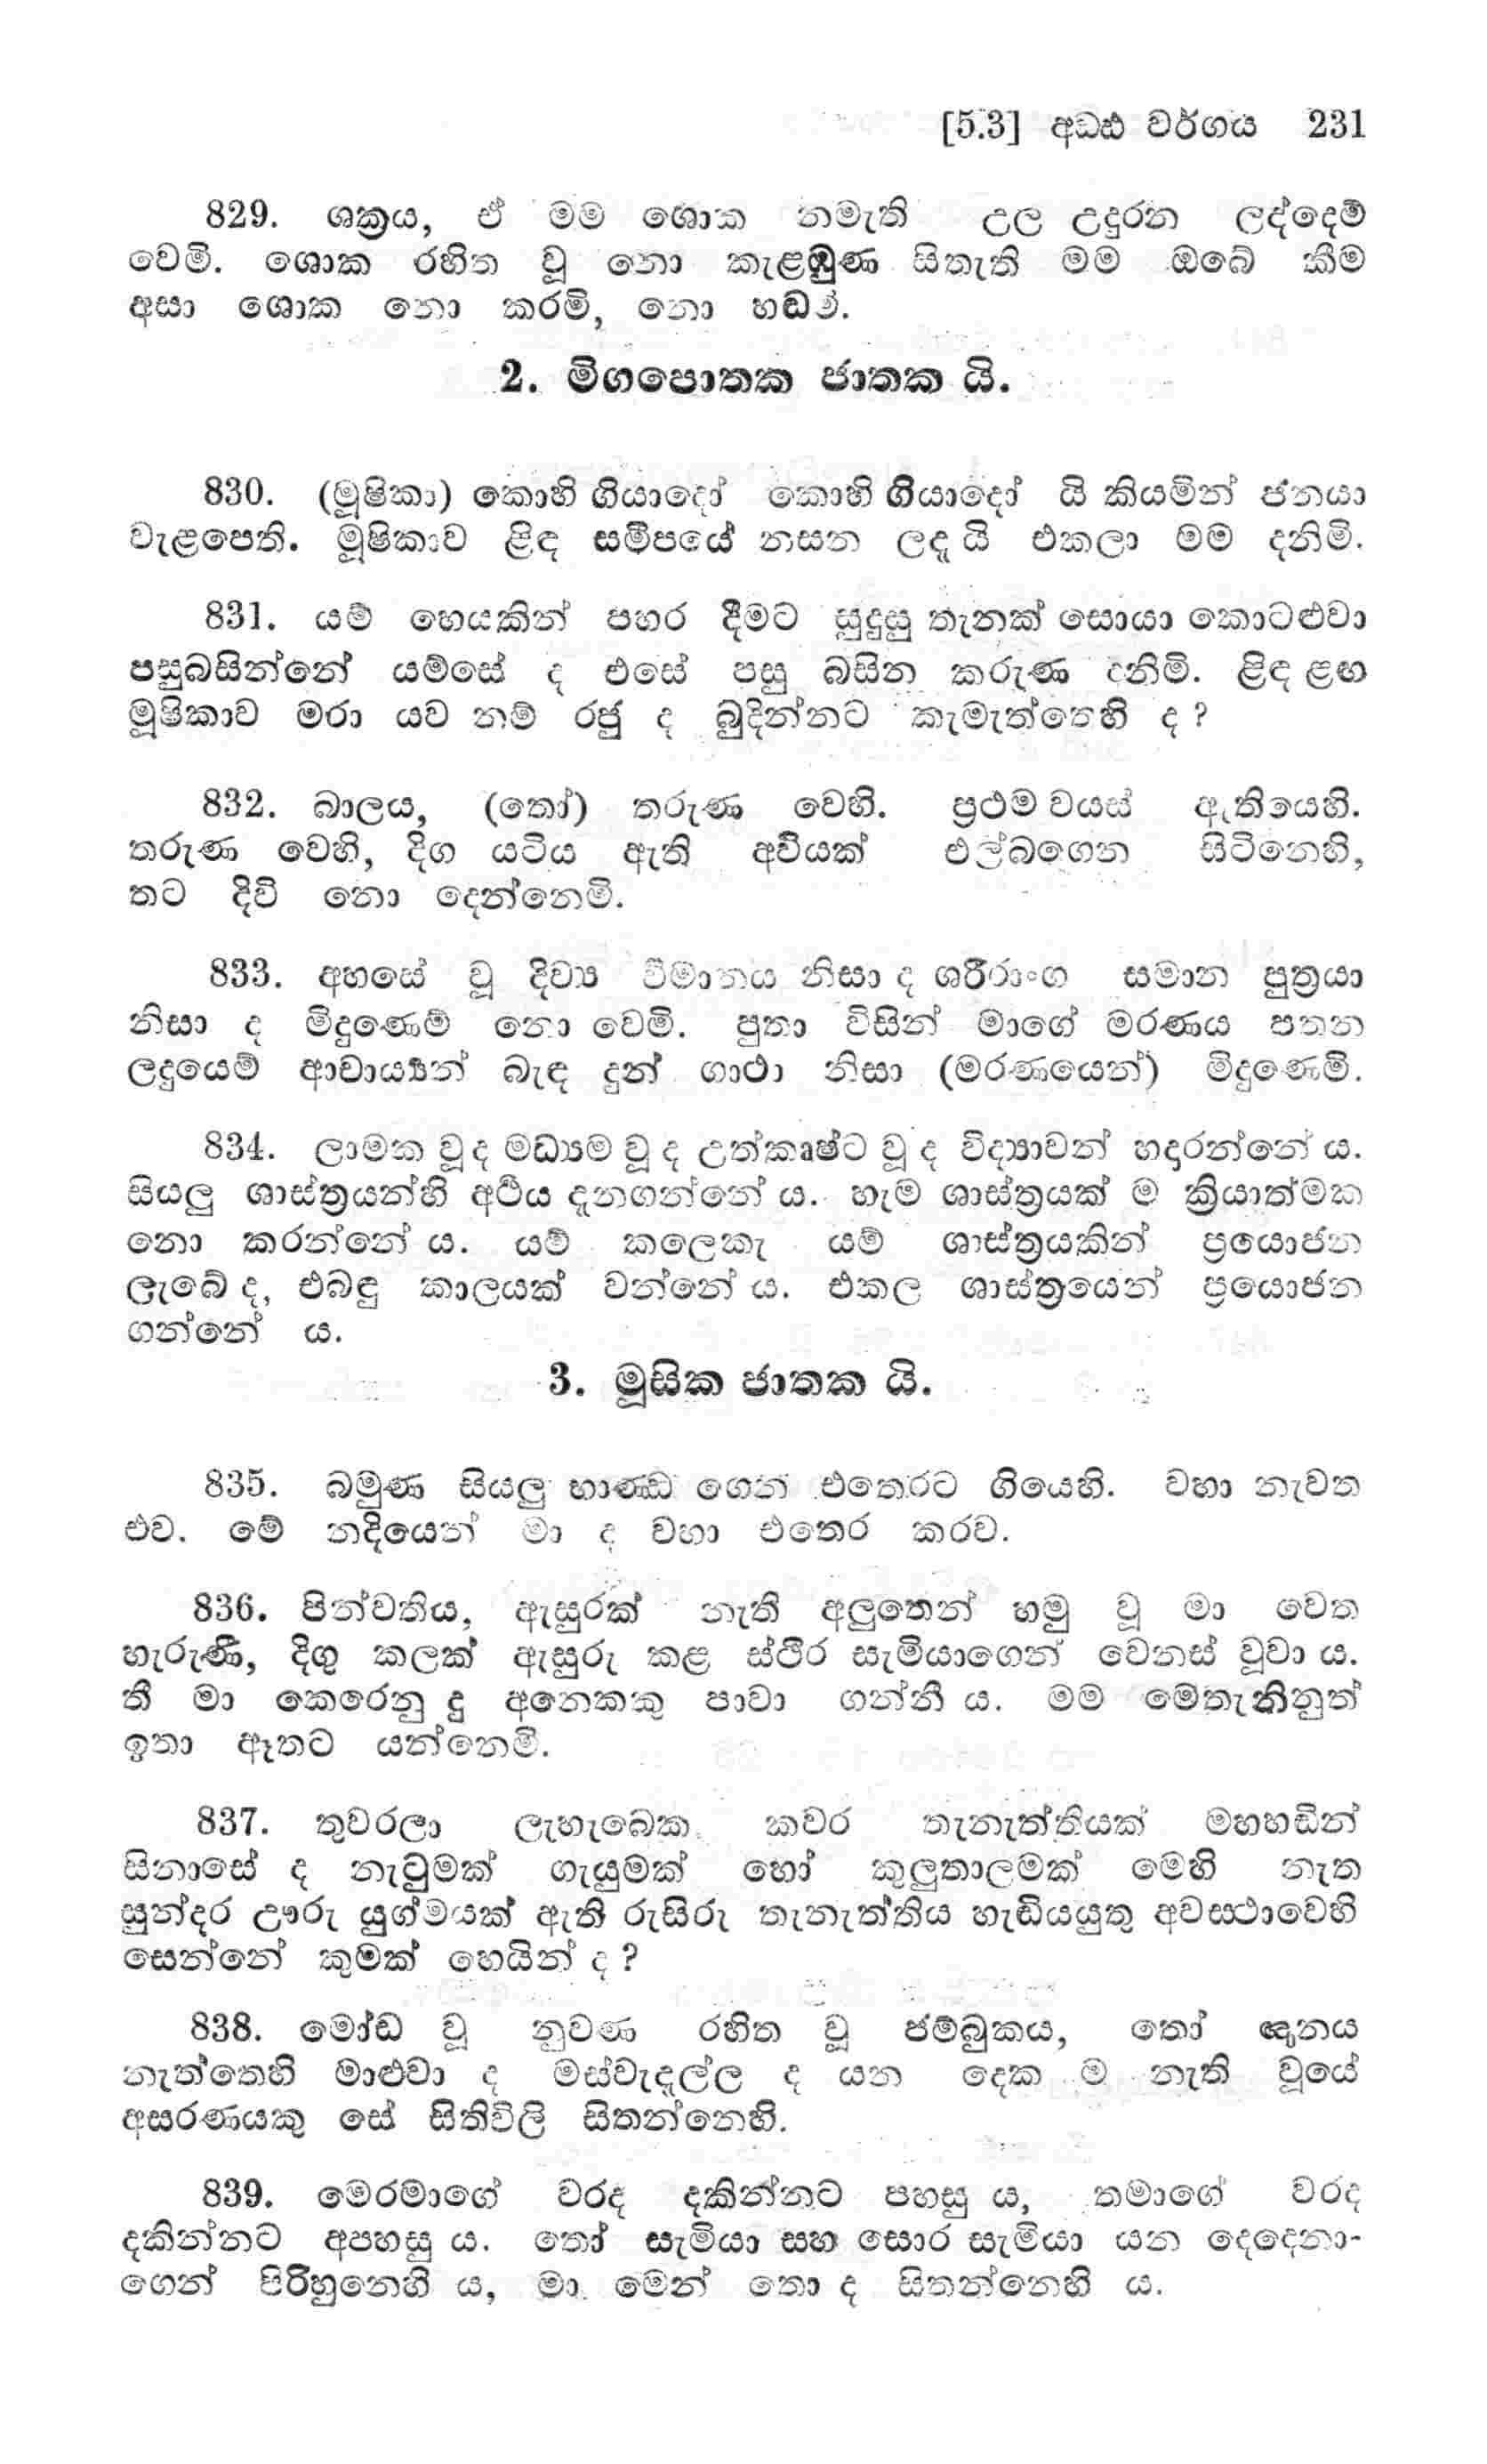 [5.3] අඩ්ඪ වර්ගය 231
829. ශක්‍රය, ඒ මම ශොක නමැති උල උදුරන ලද්දෙම්
වෙමි. ශොක රහිත වූ නො කැළඹුණ සිතැති මම ඔබේ කීම
අසා ශොක නො කරමි, නො හඬමි.
2. මිගපොතක ජාතක යි.
830. (මූෂිකා) කොහි ගියාදෝ කොහි ගියාදෝ යි කියමින් ජනයා
වැළපෙති. මූෂිකාව ළිඳ සමීපයේ නසන ලදැ යි එකලා මම දනිමි.
831. යම් හෙයකින් පහර දීමට සුදුසු තැනක් සොයා කොටළුවා
පසුබසින්නේ යම්සේ ද එසේ පසු බසින කරුණ දනිමි. ළිඳ ළඟ
මූෂිකාව මරා යව නම් රජු ද බුදින්නට කැමැත්තෙහි ද?
832. බාලය, (තෝ) තරුණ වෙහි. ප්‍රථම වයස් ඇතියෙහි.
තරුණ වෙහි, දිග යටිය ඇති අවියක් එල්බගෙන සිටිනෙහි,
තට දිවි නො දෙන්නෙමි.
833. අහසේ වූ දිව්‍ය විමානය නිසා ද ශරීරාංග සමාන පුත්‍රයා
නිසා ද මිදුණෙම් නො වෙමි. පුතා විසින් මාගේ මරණය පතන
ලදුයෙම් ආචාර්‍ය්‍යන් බැඳ දුන් ගාථා නිසා (මරණයෙන්) මිදුණෙමි.
834. ලාමක වූ ද මධ්‍යම වූ ද උත්කෘෂ්ට වූ ද විද්‍යාවන් හදාරන්නේ ය.
සියලු ශාස්ත්‍රයන්හි අර්‍ථය දැනගන්නේ ය. හැම ශාස්ත්‍රයක් ම ක්‍රියාත්මක
නො කරන්නේ ය. යම් කලෙකැ යම් ශාස්ත්‍රයකින් ප්‍රයොජන
ලැබේ ද, එබඳු කාලයක් වන්නේ ය. එකල ශාස්ත්‍රයෙන් ප්‍රයොජන
ගන්නේ ය.
3. මූසික ජාතක යි.
835. බමුණ සියලු භාණ්ඩ ගෙන එතෙරට ගියෙහි. වහා නැවත
එව. මේ නදියෙන් මා ද වහා එතෙර කරව.
836. පින්වතිය, ඇසුරක් නැති අලුතෙන් හමු වූ මා වෙත
හැරුණී, දිගු කලක් ඇසුරු කළ ස්ථිර සැමියාගෙන් වෙනස් වූවා ය.
තී මා කෙරෙනු දු අනෙකකු පාවා ගන්නී ය. මම මෙතැනිනුත්
ඉතා ඈතට යන්නෙමි.
837. තුවරලා ලැහැබෙක කවර තැනැත්තියක් මහහඬින්
සිනාසේ ද නැටුමක් ගැයුමක් හෝ කුලුතාලමක් මෙහි නැත
සුන්දර ඌරු යුග්මයක් ඇති රුසිරු තැනැත්තිය හැඬියයුතු අවස්ථාවෙහි
සෙන්නේ කුමක් හෙයින් ද?
838. මෝඩ වූ නුවණ රහිත වූ ජම්බුකය, තෝ ඥානය
නැත්තෙහි මාළුවා ද මස්වැදැල්ල ද යන දෙක ම නැති වූයේ
අසරණයකු සේ සිතිවිලි සිතන්නෙහි.
839. මෙරමාගේ වරද දකින්නට පහසු ය, තමාගේ වරද
දකින්නට අපහසු ය. තෝ සැමියා සහ සොර සැමියා යන දෙදෙනා-
ගෙන් පිරිහුනෙහි ය, මා මෙන් තො ද සිතන්නෙහි ය.